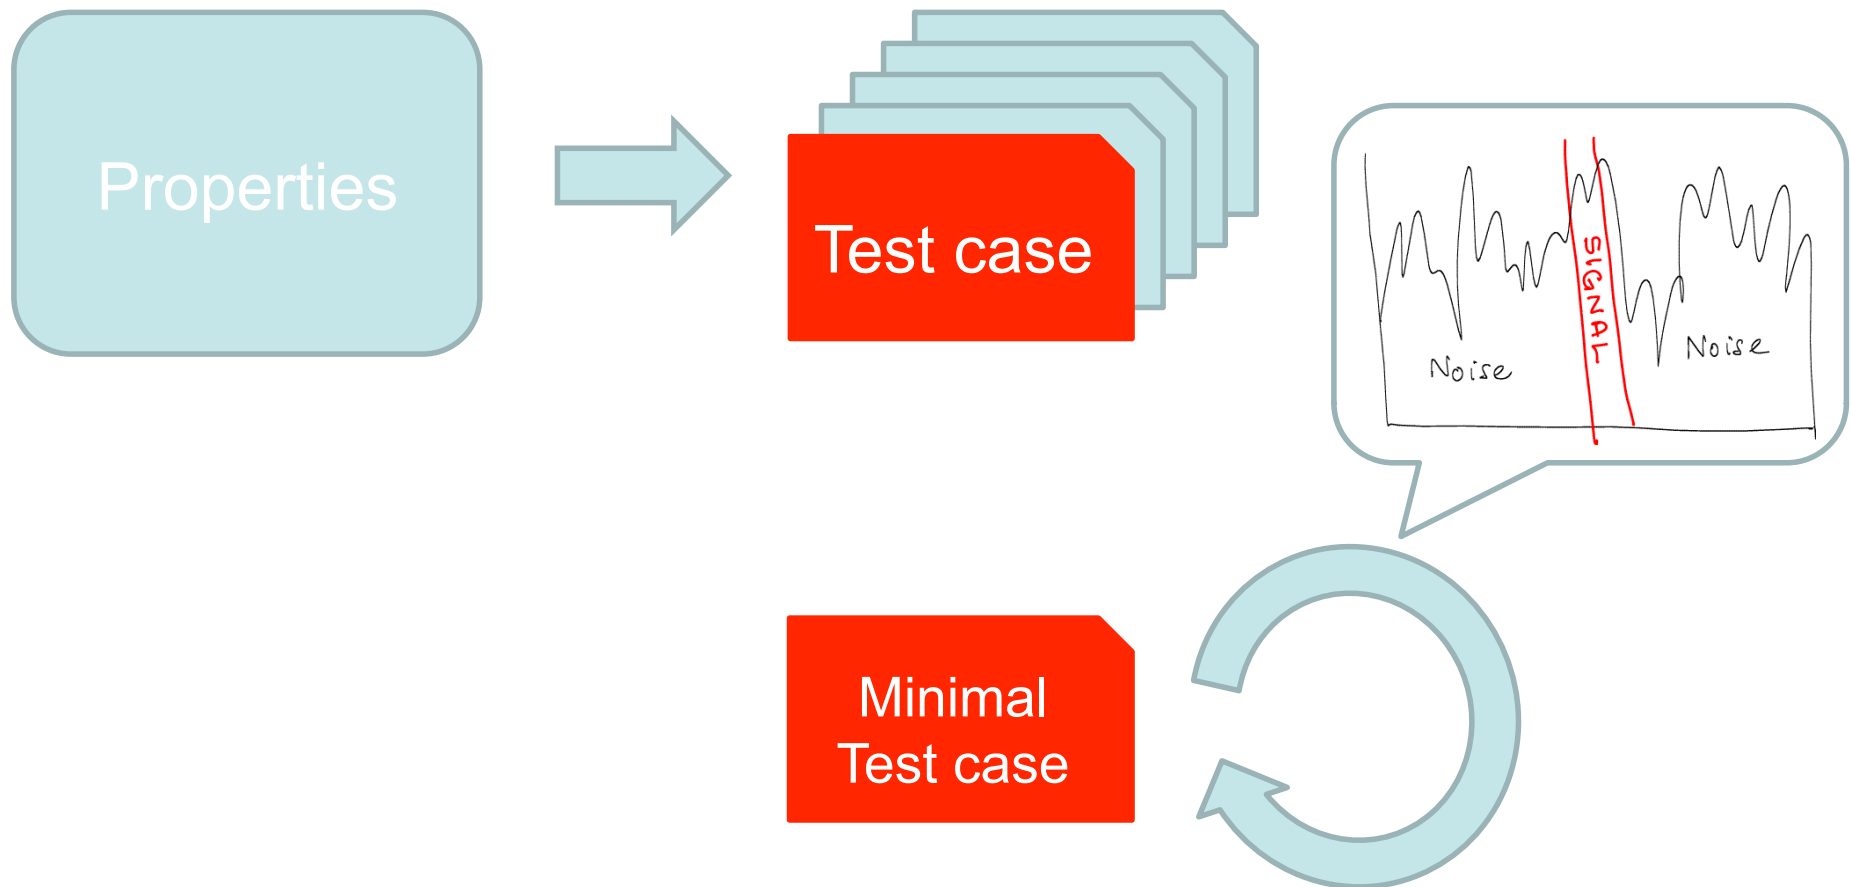 Properties
Test case
SIGNAL
Noise
Noise
Minimal
Test case